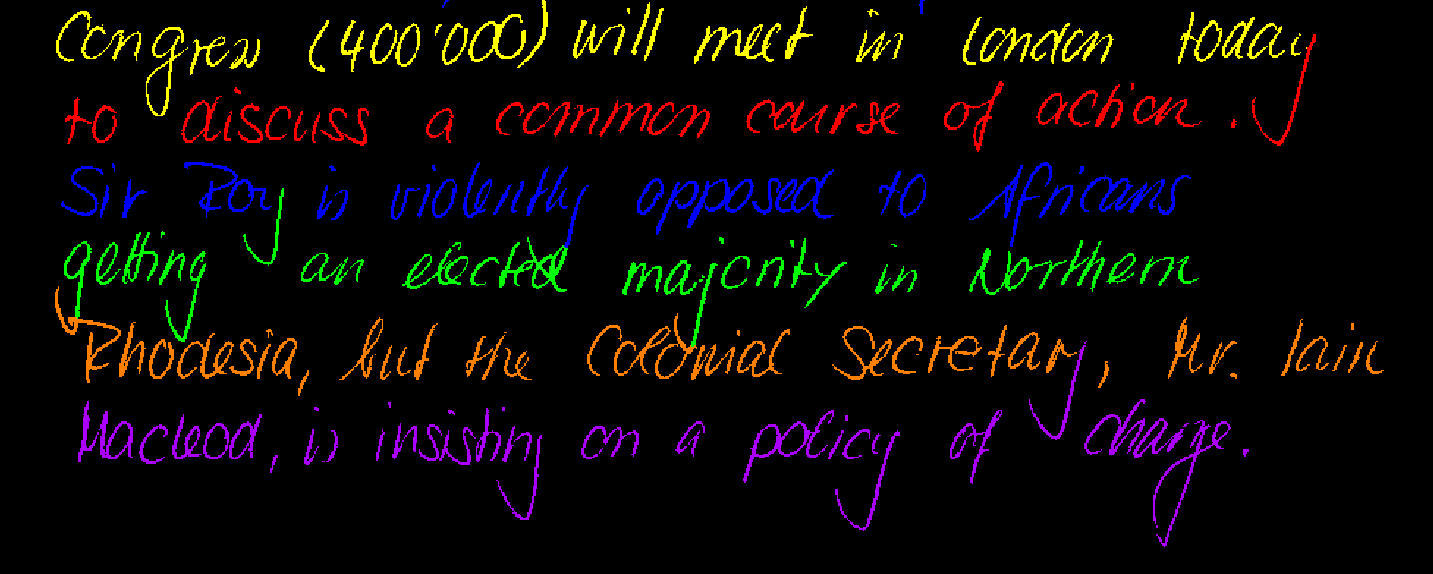 Congress (400'000) will meet in London today
to discuss a common course of action.
Sir Roy is violently opposed to Africans
getting an elected majority in Northern
Rhodesia, but the Colonial Secretary, Mr. Iain
Macleod, is insisting on a policy of change.